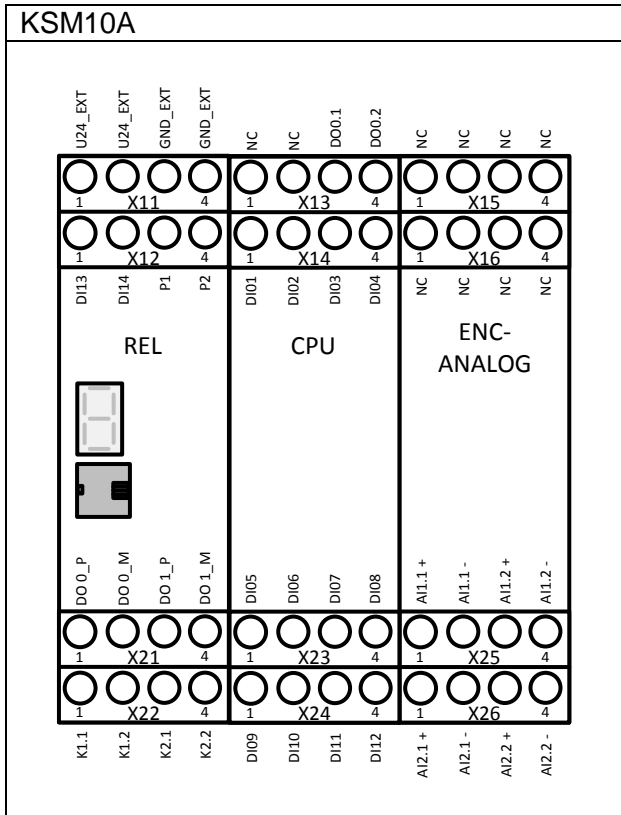 KSM10A
U24_EXT U24_EXT GND_EXT GND_EXT NC NC DO0.1 DO0.2 NC NC NC NC
1 X11 4 1 X13 4 1 X15 4
1 X12 4 1 X14 4 1 X16 4
DI13 DI14 P1 P2 DI01 DI02 DI03 DI04 NC NC NC NC
REL CPU ENC-
ANALOG
DO 0_P DO 0_M DO 1_P DO 1_M DI05 DI06 DI07 DI08 AI1.1 + AI1.1 - AI1.2 + AI1.2 -
1 X21 4 1 X23 4 1 X25 4
1 X22 4 1 X24 4 1 X26 4
K1.1 K1.2 K2.1 K2.2 DI09 DI10 DI11 DI12 AI2.1 + AI2.1 - AI2.2 + AI2.2 -